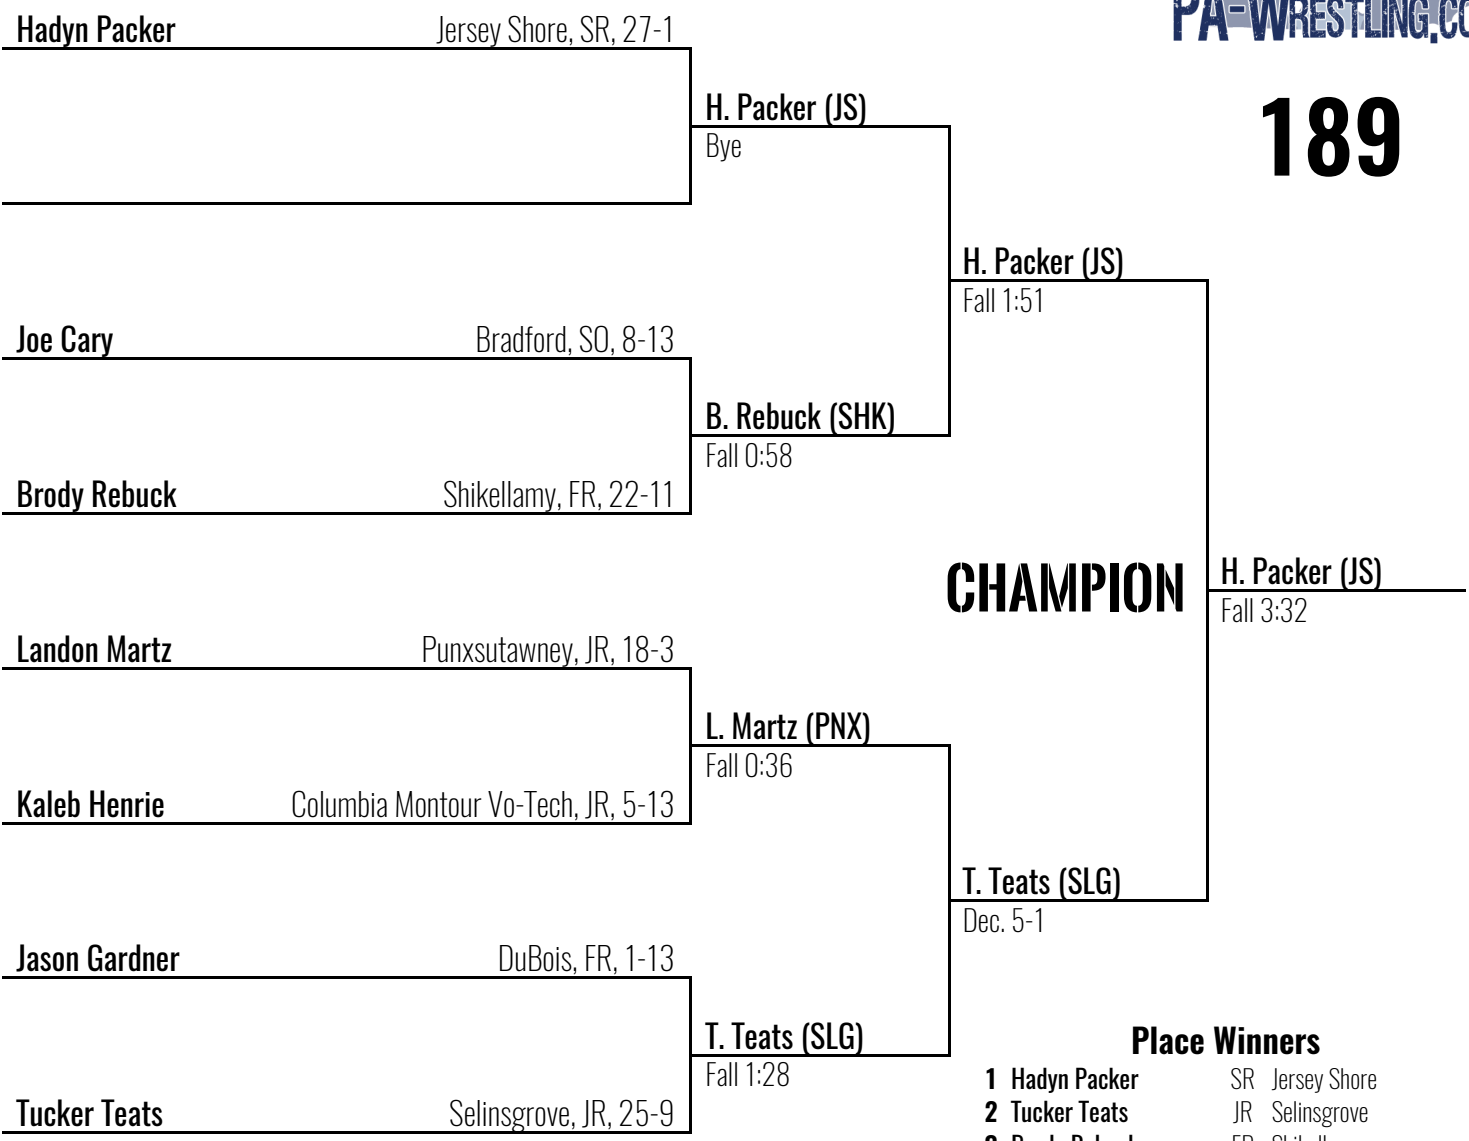 PA-WRESTLING.CO
189
Hadyn Packer Jersey Shore, SR, 27-1
H. Packer (JS)
Bye
H. Packer (JS)
Fall 1:51
Joe Cary Bradford, SO, 8-13
B. Rebuck (SHK)
Fall 0:58
Brody Rebuck Shikellamy, FR, 22-11
CHAMPION
H. Packer (JS)
Fall 3:32
Landon Martz Punxsutawney, JR, 18-3
L. Martz (PNX)
Fall 0:36
Kaleb Henrie Columbia Montour Vo-Tech, JR, 5-13
T. Teats (SLG)
Dec. 5-1
Jason Gardner DuBois, FR, 1-13
T. Teats (SLG)
Fall 1:28
Tucker Teats Selinsgrove, JR, 25-9
Place Winners
1 Hadyn Packer SR Jersey Shore
2 Tucker Teats JR Selinsgrove